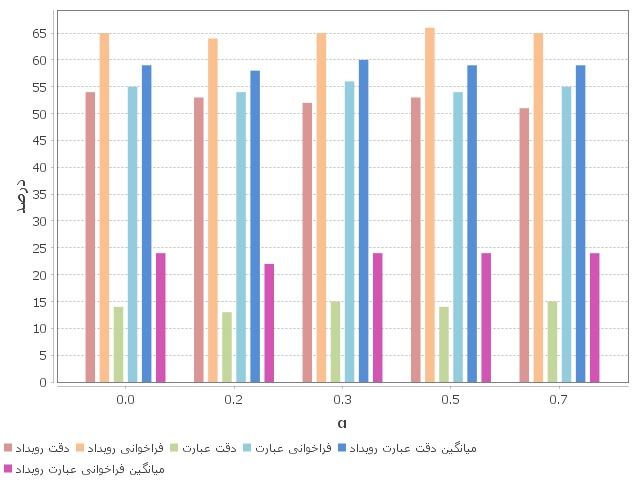 65
60
55
50
45
40
35
30
25
20
15
10
5
0
درصد
0.0 0.2 0.3 0.5 0.7
α
دقت رویداد فراخوانی رویداد دقت عبارت فراخوانی عبارت میانگین دقت عبارت رویداد
میانگین فراخوانی عبارت رویداد